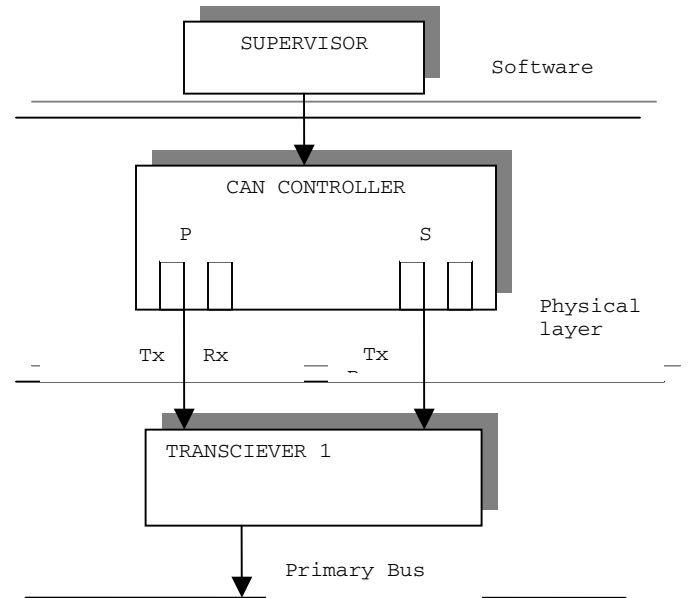 SUPERVISOR
Software
CAN CONTROLLER
P S
Physical
layer
Tx Rx Tx
TRANSCIEVER 1
Primary Bus